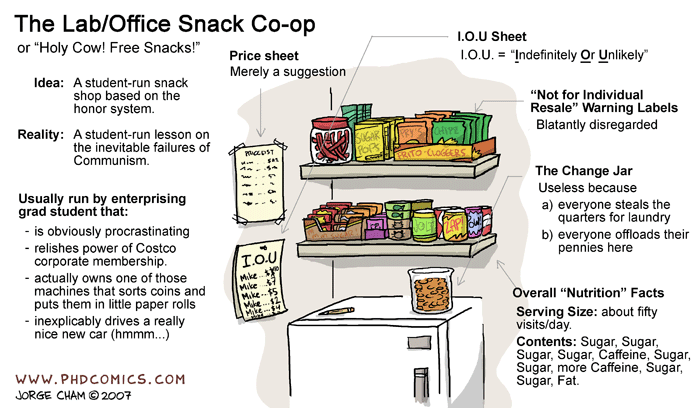 The Lab/Office Snack Co-op
or “Holy Cow! Free Snacks!”
Idea: A student-run snack
shop based on the
honor system.
Reality: A student-run lesson on
the inevitable failures of
Communism.
Usually run by enterprising
grad student that:
- is obviously procrastinating
- relishes power of Costco
corporate membership.
- actually owns one of those
machines that sorts coins and
puts them in little paper rolls
- inexplicably drives a really
nice new car (hmmm...)
WWW.PHDCOMICS.COM
JORGE CHAM © 2007
Price sheet
Merely a suggestion
PRICE LIST
I.O.U
Mike...
Mike... $7
Mike... $5
Mike... $2
Mike... $4
SUGAR
POPS
CHIPZ
FRITO-CLOGGERS
ZAP!
I.O.U Sheet
I.O.U. = “Indefinitely Or Unlikely”
“Not for Individual
Resale” Warning Labels
Blatantly disregarded
The Change Jar
Useless because
a) everyone steals the
quarters for laundry
b) everyone offloads their
pennies here
Overall “Nutrition” Facts
Serving Size: about fifty
visits/day.
Contents: Sugar, Sugar,
Sugar, Sugar, Caffeine, Sugar,
Sugar, more Caffeine, Sugar,
Sugar, Fat.